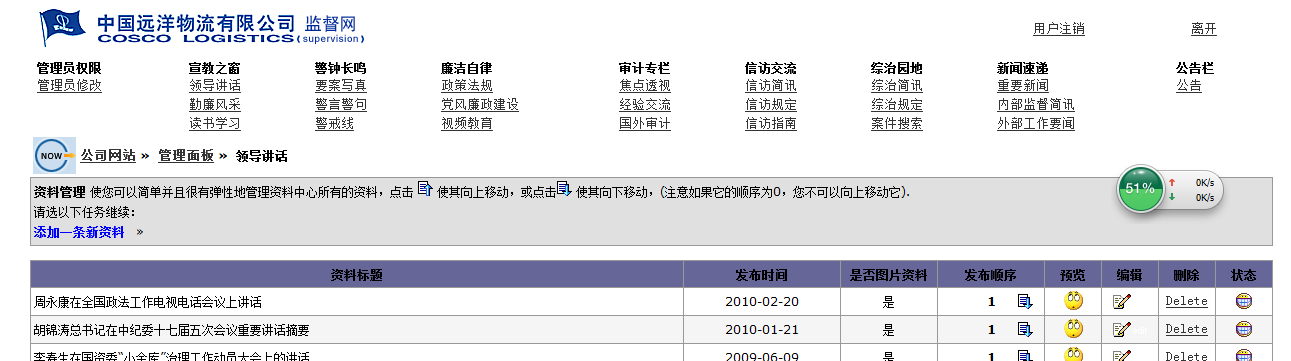 中国远洋物流有限公司 监督网
COSCO LOGISTICS (supervision)
用户注销 离开
管理员权限 宣教之窗 警钟长鸣 廉洁自律 审计专栏 信访交流 综治园地 新闻速递 公告栏
管理员修改 领导讲话 要案写真 政策法规 焦点透视 信访简讯 综治简讯 重要新闻 公告
勤廉风采 警言警句 党风廉政建设 经验交流 信访规定 综治规定 内部监督简讯
读书学习 警戒线 视频教育 国外审计 信访指南 案件搜索 外部工作要闻
NOW 公司网站 » 管理面板 » 领导讲话
资料管理 使您可以简单并且很有弹性地管理资料中心所有的资料，点击 使其向上移动，或点击 使其向下移动，(注意如果它的顺序为0，您不可以向上移动它).
请选以下任务继续：
添加一条新资料 »
51% 0K/s
0K/s
资料标题 发布时间 是否图片资料 发布顺序 预览 编辑 删除 状态
周永康在全国政法工作电视电话会议上讲话 2010-02-20 是 1 Delete
胡锦涛总书记在中纪委十七届五次会议重要讲话摘要 2010-01-21 是 1 Delete
李春生在国资委“小金库”治理工作动员大会上的讲话 2009-06-09 是 1 Delete